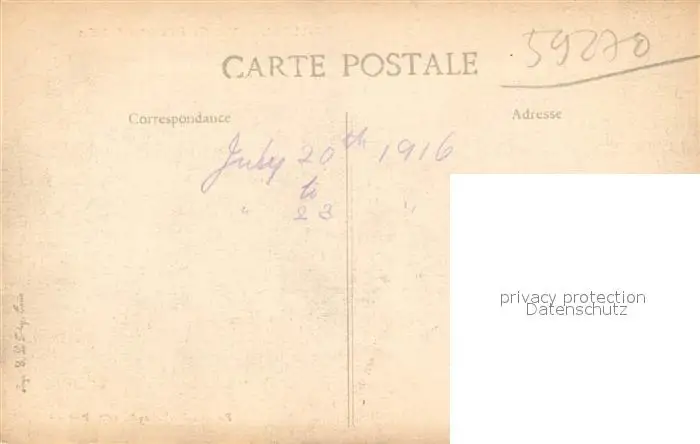 59270
CARTE POSTALE
Correspondance
Adresse
July 20th 1916
to
23
privacy protection
Datenschutz